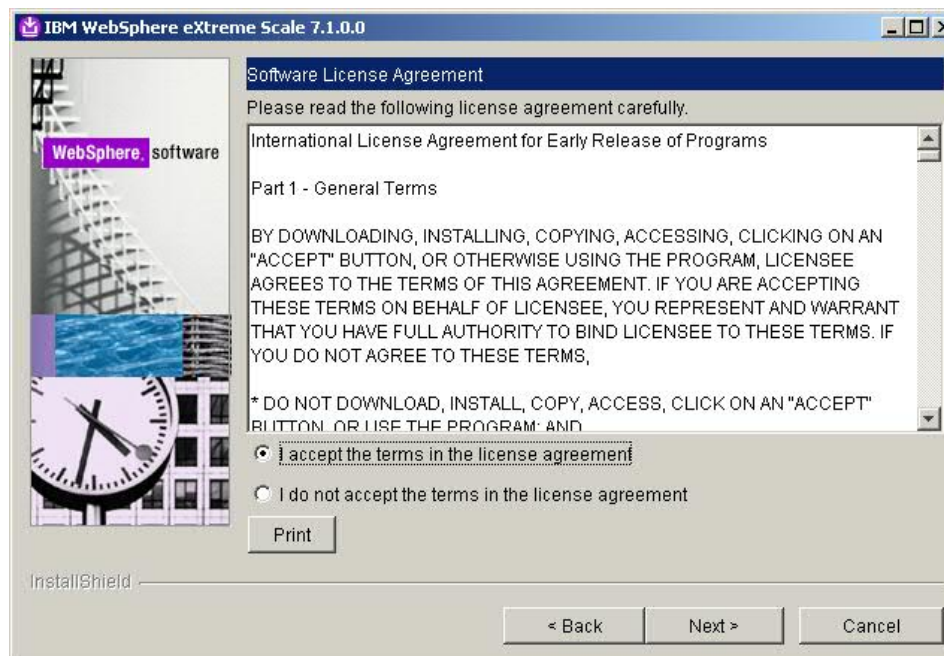 IBM WebSphere eXtreme Scale 7.1.0.0
WebSphere. software
Software License Agreement
Please read the following license agreement carefully.
International License Agreement for Early Release of Programs
Part 1 - General Terms
BY DOWNLOADING, INSTALLING, COPYING, ACCESSING, CLICKING ON AN
"ACCEPT" BUTTON, OR OTHERWISE USING THE PROGRAM, LICENSEE
AGREES TO THE TERMS OF THIS AGREEMENT. IF YOU ARE ACCEPTING
THESE TERMS ON BEHALF OF LICENSEE, YOU REPRESENT AND WARRANT
THAT YOU HAVE FULL AUTHORITY TO BIND LICENSEE TO THESE TERMS. IF
YOU DO NOT AGREE TO THESE TERMS,
* DO NOT DOWNLOAD, INSTALL, COPY, ACCESS, CLICK ON AN "ACCEPT"
BUTTON, OR USE THE PROGRAM; AND
I accept the terms in the license agreement
I do not accept the terms in the license agreement
Print
InstallShield
< Back
Next >
Cancel